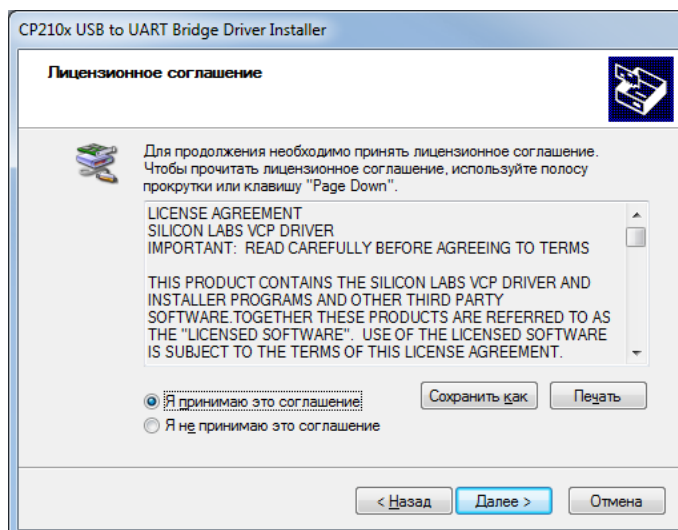 CP210x USB to UART Bridge Driver Installer
Лицензионное соглашение
Для продолжения необходимо принять лицензионное соглашение.
Чтобы прочитать лицензионное соглашение, используйте полосу
прокрутки или клавишу "Page Down".
LICENSE AGREEMENT
SILICON LABS VCP DRIVER
IMPORTANT:  READ CAREFULLY BEFORE AGREEING TO TERMS
THIS PRODUCT CONTAINS THE SILICON LABS VCP DRIVER AND
INSTALLER PROGRAMS AND OTHER THIRD PARTY
SOFTWARE.TOGETHER THESE PRODUCTS ARE REFERRED TO AS
THE "LICENSED SOFTWARE".  USE OF THE LICENSED SOFTWARE
IS SUBJECT TO THE TERMS OF THIS LICENSE AGREEMENT.
Я принимаю это соглашение
Сохранить как
Печать
Я не принимаю это соглашение
< Назад
Далее >
Отмена